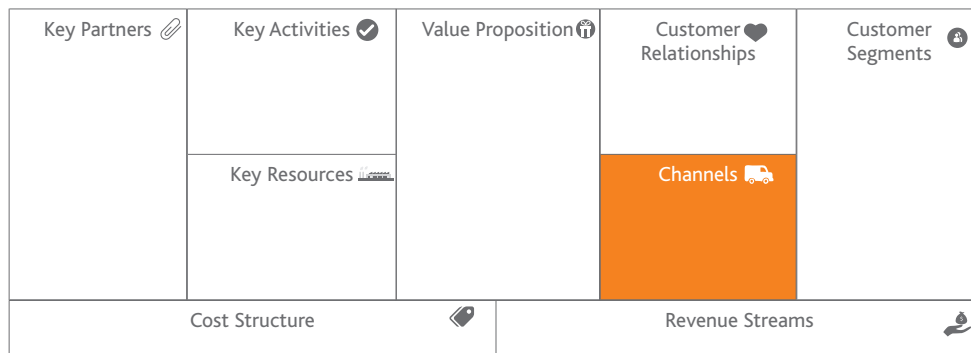 Key Partners
Key Activities
Value Proposition
Customer
Relationships
Customer
Segments
Key Resources
Channels
Cost Structure
Revenue Streams